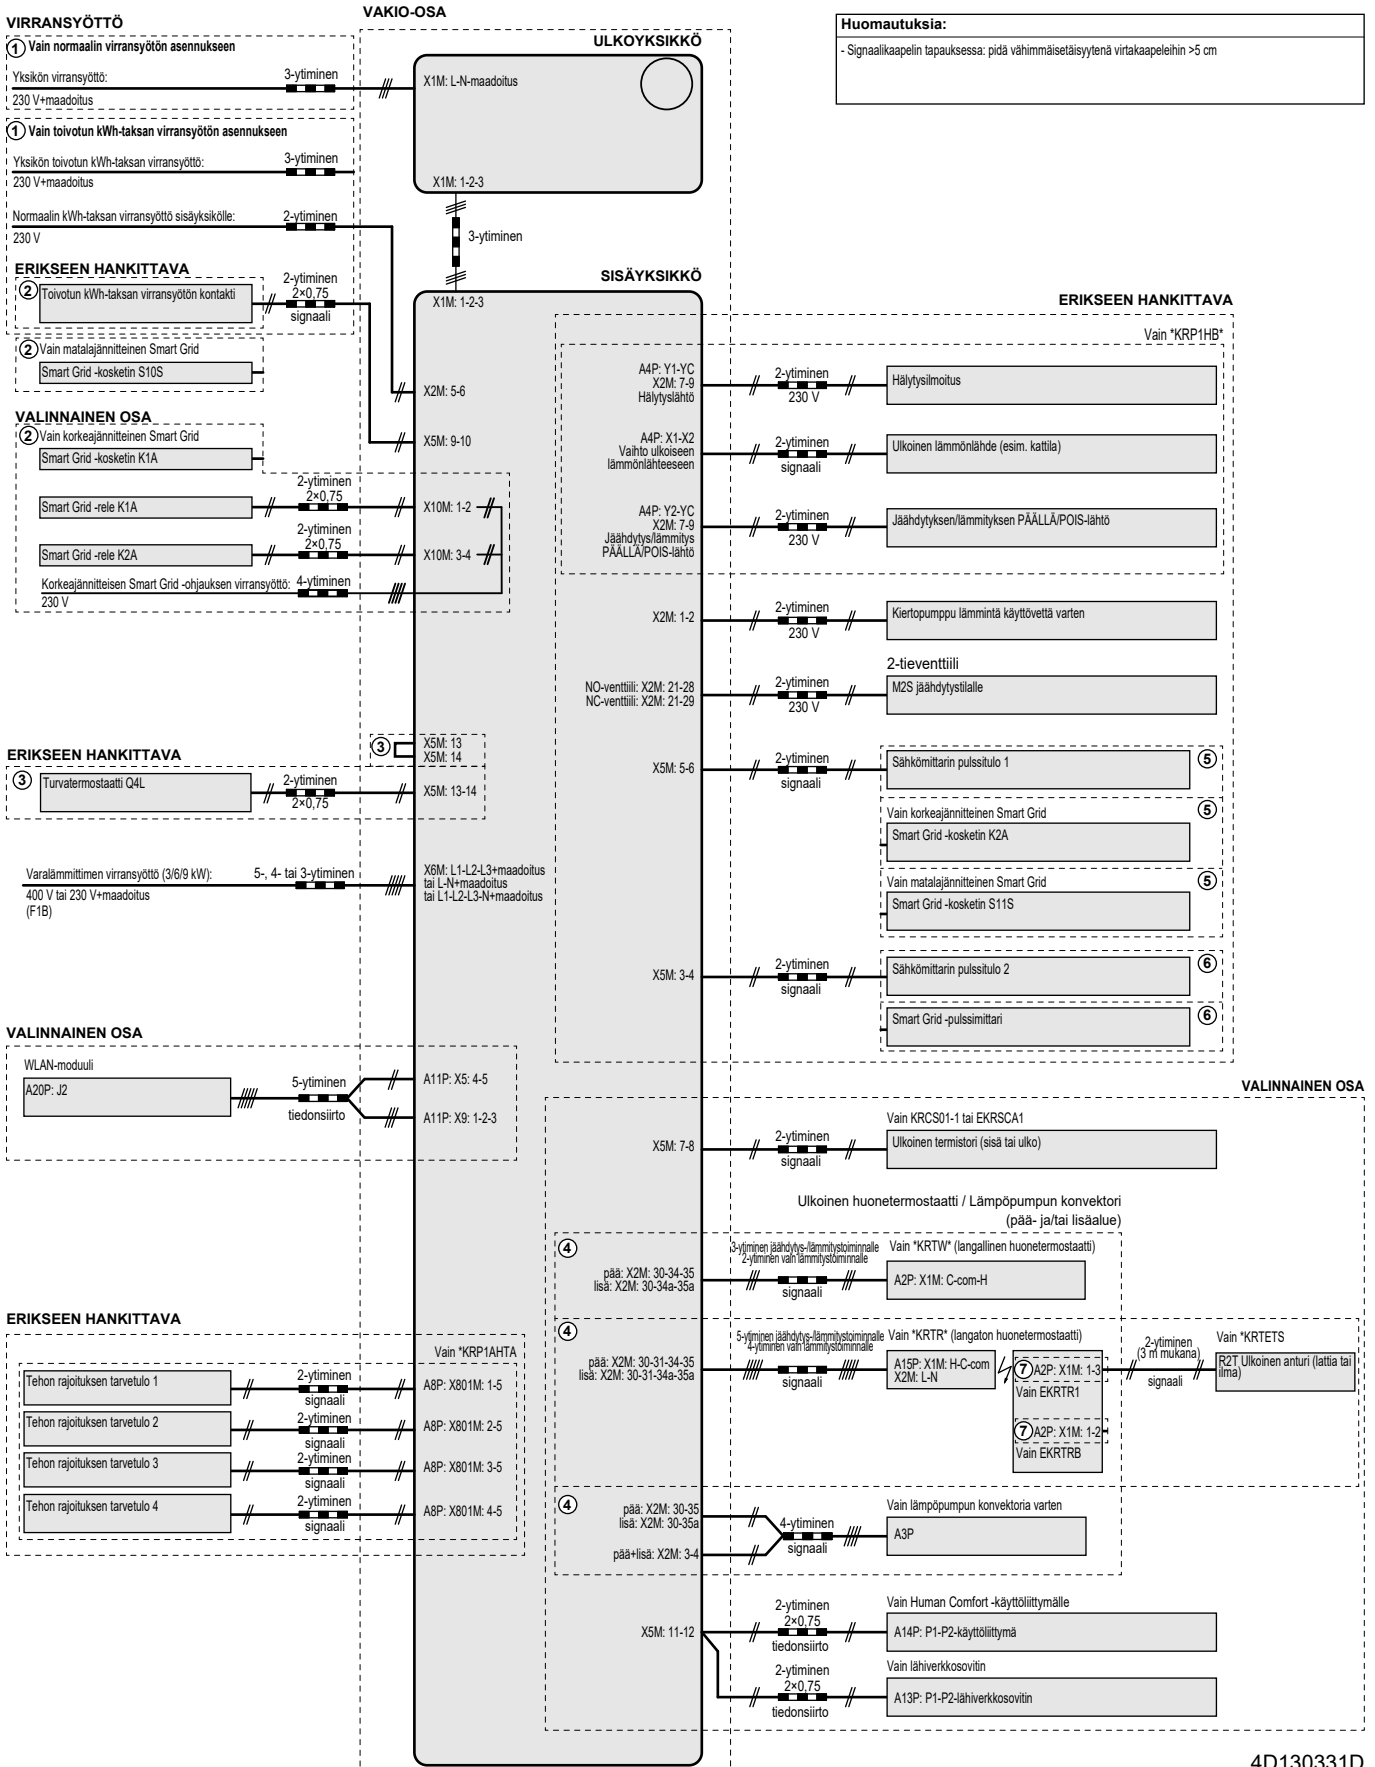 VIRRANSYÖTTÖ
① Vain normaalin virransyötön asennukseen
Yksikön virransyöttö:
3-ytiminen
230 V+maadoitus
① Vain toivotun kWh-taksan virransyötön asennukseen
Yksikön toivotun kWh-taksan virransyöttö:
3-ytiminen
230 V+maadoitus
Normaalin kWh-taksan virransyöttö sisäyksikölle:
2-ytiminen
230 V
ERIKSEEN HANKITTAVA
② Toivotun kWh-taksan virransyötön kontakti
2-ytiminen
2×0,75
signaali
② Vain matalajännitteinen Smart Grid
Smart Grid -kosketin S10S
VALINNAINEN OSA
② Vain korkeajännitteinen Smart Grid
Smart Grid -kosketin K1A
Smart Grid -rele K1A
2-ytiminen
2×0,75
Smart Grid -rele K2A
2-ytiminen
2×0,75
Korkeajännitteisen Smart Grid -ohjauksen virransyöttö:
4-ytiminen
230 V
ERIKSEEN HANKITTAVA
③ Turvatermostaatti Q4L
2-ytiminen
2×0,75
Varalämmittimen virransyöttö (3/6/9 kW):
5-, 4- tai 3-ytiminen
400 V tai 230 V+maadoitus
(F1B)
VALINNAINEN OSA
WLAN-moduuli
A20P: J2
5-ytiminen
tiedonsiirto
ERIKSEEN HANKITTAVA
Vain *KRP1AHTA
Tehon rajoituksen tarvetulo 1
2-ytiminen
signaali
Tehon rajoituksen tarvetulo 2
2-ytiminen
signaali
Tehon rajoituksen tarvetulo 3
2-ytiminen
signaali
Tehon rajoituksen tarvetulo 4
2-ytiminen
signaali
VAKIO-OSA
ULKOYKSIKKÖ
X1M: L-N-maadoitus
X1M: 1-2-3
3-ytiminen
SISÄYKSIKKÖ
X1M: 1-2-3
X2M: 5-6
X5M: 9-10
X10M: 1-2
X10M: 3-4
③
X5M: 13
X5M: 14
X5M: 13-14
X6M: L1-L2-L3+maadoitus
tai L-N+maadoitus
tai L1-L2-L3-N+maadoitus
A11P: X5: 4-5
A11P: X9: 1-2-3
A8P: X801M: 1-5
A8P: X801M: 2-5
A8P: X801M: 3-5
A8P: X801M: 4-5
Huomautuksia:
- Signaalikaapelin tapauksessa: pidä vähimmäisetäisyytenä virtakaapeleihin >5 cm
ERIKSEEN HANKITTAVA
Vain *KRP1HB*
A4P: Y1-YC
X2M: 7-9
Hälytyslähtö
2-ytiminen
230 V
Hälytysilmoitus
A4P: X1-X2
Vaihto ulkoiseen
lämmönlähteeseen
2-ytiminen
signaali
Ulkoinen lämmönlähde (esim. kattila)
A4P: Y2-YC
X2M: 7-9
Jäähdytys/lämmitys
PÄÄLLÄ/POIS-lähtö
2-ytiminen
230 V
Jäähdytyksen/lämmityksen PÄÄLLÄ/POIS-lähtö
X2M: 1-2
2-ytiminen
230 V
Kiertopumppu lämmintä käyttövettä varten
2-tieventtiili
NO-venttiili: X2M: 21-28
NC-venttiili: X2M: 21-29
2-ytiminen
230 V
M2S jäähdytystilalle
X5M: 5-6
2-ytiminen
signaali
Sähkömittarin pulssitulo 1
⑤
Vain korkeajännitteinen Smart Grid
⑤
Smart Grid -kosketin K2A
Vain matalajännitteinen Smart Grid
⑤
Smart Grid -kosketin S11S
X5M: 3-4
2-ytiminen
signaali
Sähkömittarin pulssitulo 2
⑥
Smart Grid -pulssimittari
⑥
VALINNAINEN OSA
Vain KRCS01-1 tai EKRSCA1
X5M: 7-8
2-ytiminen
signaali
Ulkoinen termistori (sisä tai ulko)
Ulkoinen huonetermostaatti / Lämpöpumpun konvektori
(pää- ja/tai lisäalue)
④
3-ytiminen jäähdytys-/lämmitystoiminnalle
2-ytiminen vain lämmitystoiminnalle
Vain *KRTW* (langallinen huonetermostaatti)
pää: X2M: 30-34-35
lisä: X2M: 30-34a-35a
signaali
A2P: X1M: C-com-H
④
5-ytiminen jäähdytys-/lämmitystoiminnalle
4-ytiminen vain lämmitystoiminnalle
Vain *KRTR* (langaton huonetermostaatti)
pää: X2M: 30-31-34-35
lisä: X2M: 30-31-34a-35a
signaali
A15P: X1M: H-C-com
X2M: L-N
⑦ A2P: X1M: 1-3
Vain EKRTR1
⑦ A2P: X1M: 1-2
Vain EKRTRB
2-ytiminen
(3 m mukana)
signaali
Vain *KRTETS
R2T Ulkoinen anturi (lattia tai
ilma)
④
pää: X2M: 30-35
lisä: X2M: 30-35a
pää+lisä: X2M: 3-4
4-ytiminen
signaali
Vain lämpöpumpun konvektoria varten
A3P
X5M: 11-12
2-ytiminen
2×0,75
tiedonsiirto
Vain Human Comfort -käyttöliittymälle
A14P: P1-P2-käyttöliittymä
2-ytiminen
2×0,75
tiedonsiirto
Vain lähiverkkosovitin
A13P: P1-P2-lähiverkkosovitin
4D130331D